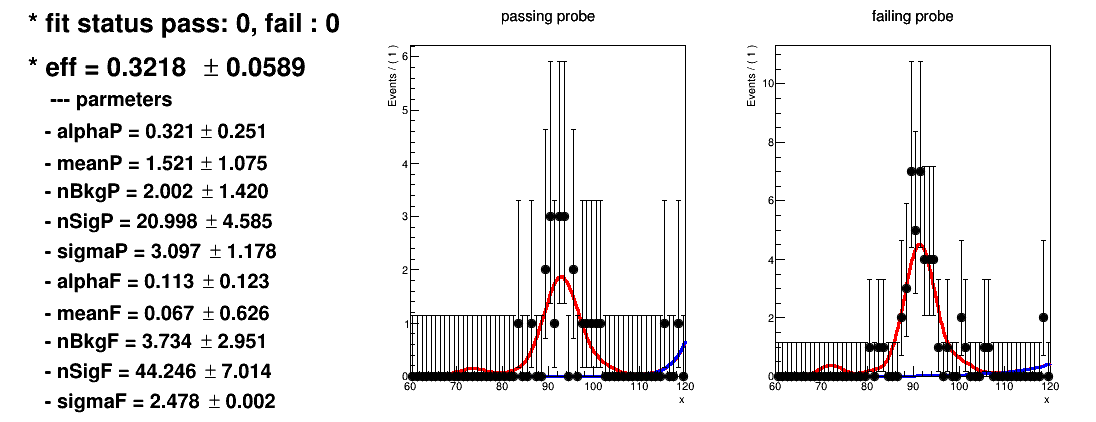 * fit status pass: 0, fail : 0
* eff = 0.3218 ± 0.0589
--- parmeters
- alphaP = 0.321 ± 0.251
- meanP = 1.521 ± 1.075
- nBkgP = 2.002 ± 1.420
- nSigP = 20.998 ± 4.585
- sigmaP = 3.097 ± 1.178
- alphaF = 0.113 ± 0.123
- meanF = 0.067 ± 0.626
- nBkgF = 3.734 ± 2.951
- nSigF = 44.246 ± 7.014
- sigmaF = 2.478 ± 0.002
passing probe
Events / ( 1 )
6
5
4
3
2
1
0
60 70 80 90 100 110 120
x
failing probe
Events / ( 1 )
10
8
6
4
2
0
60 70 80 90 100 110 120
x